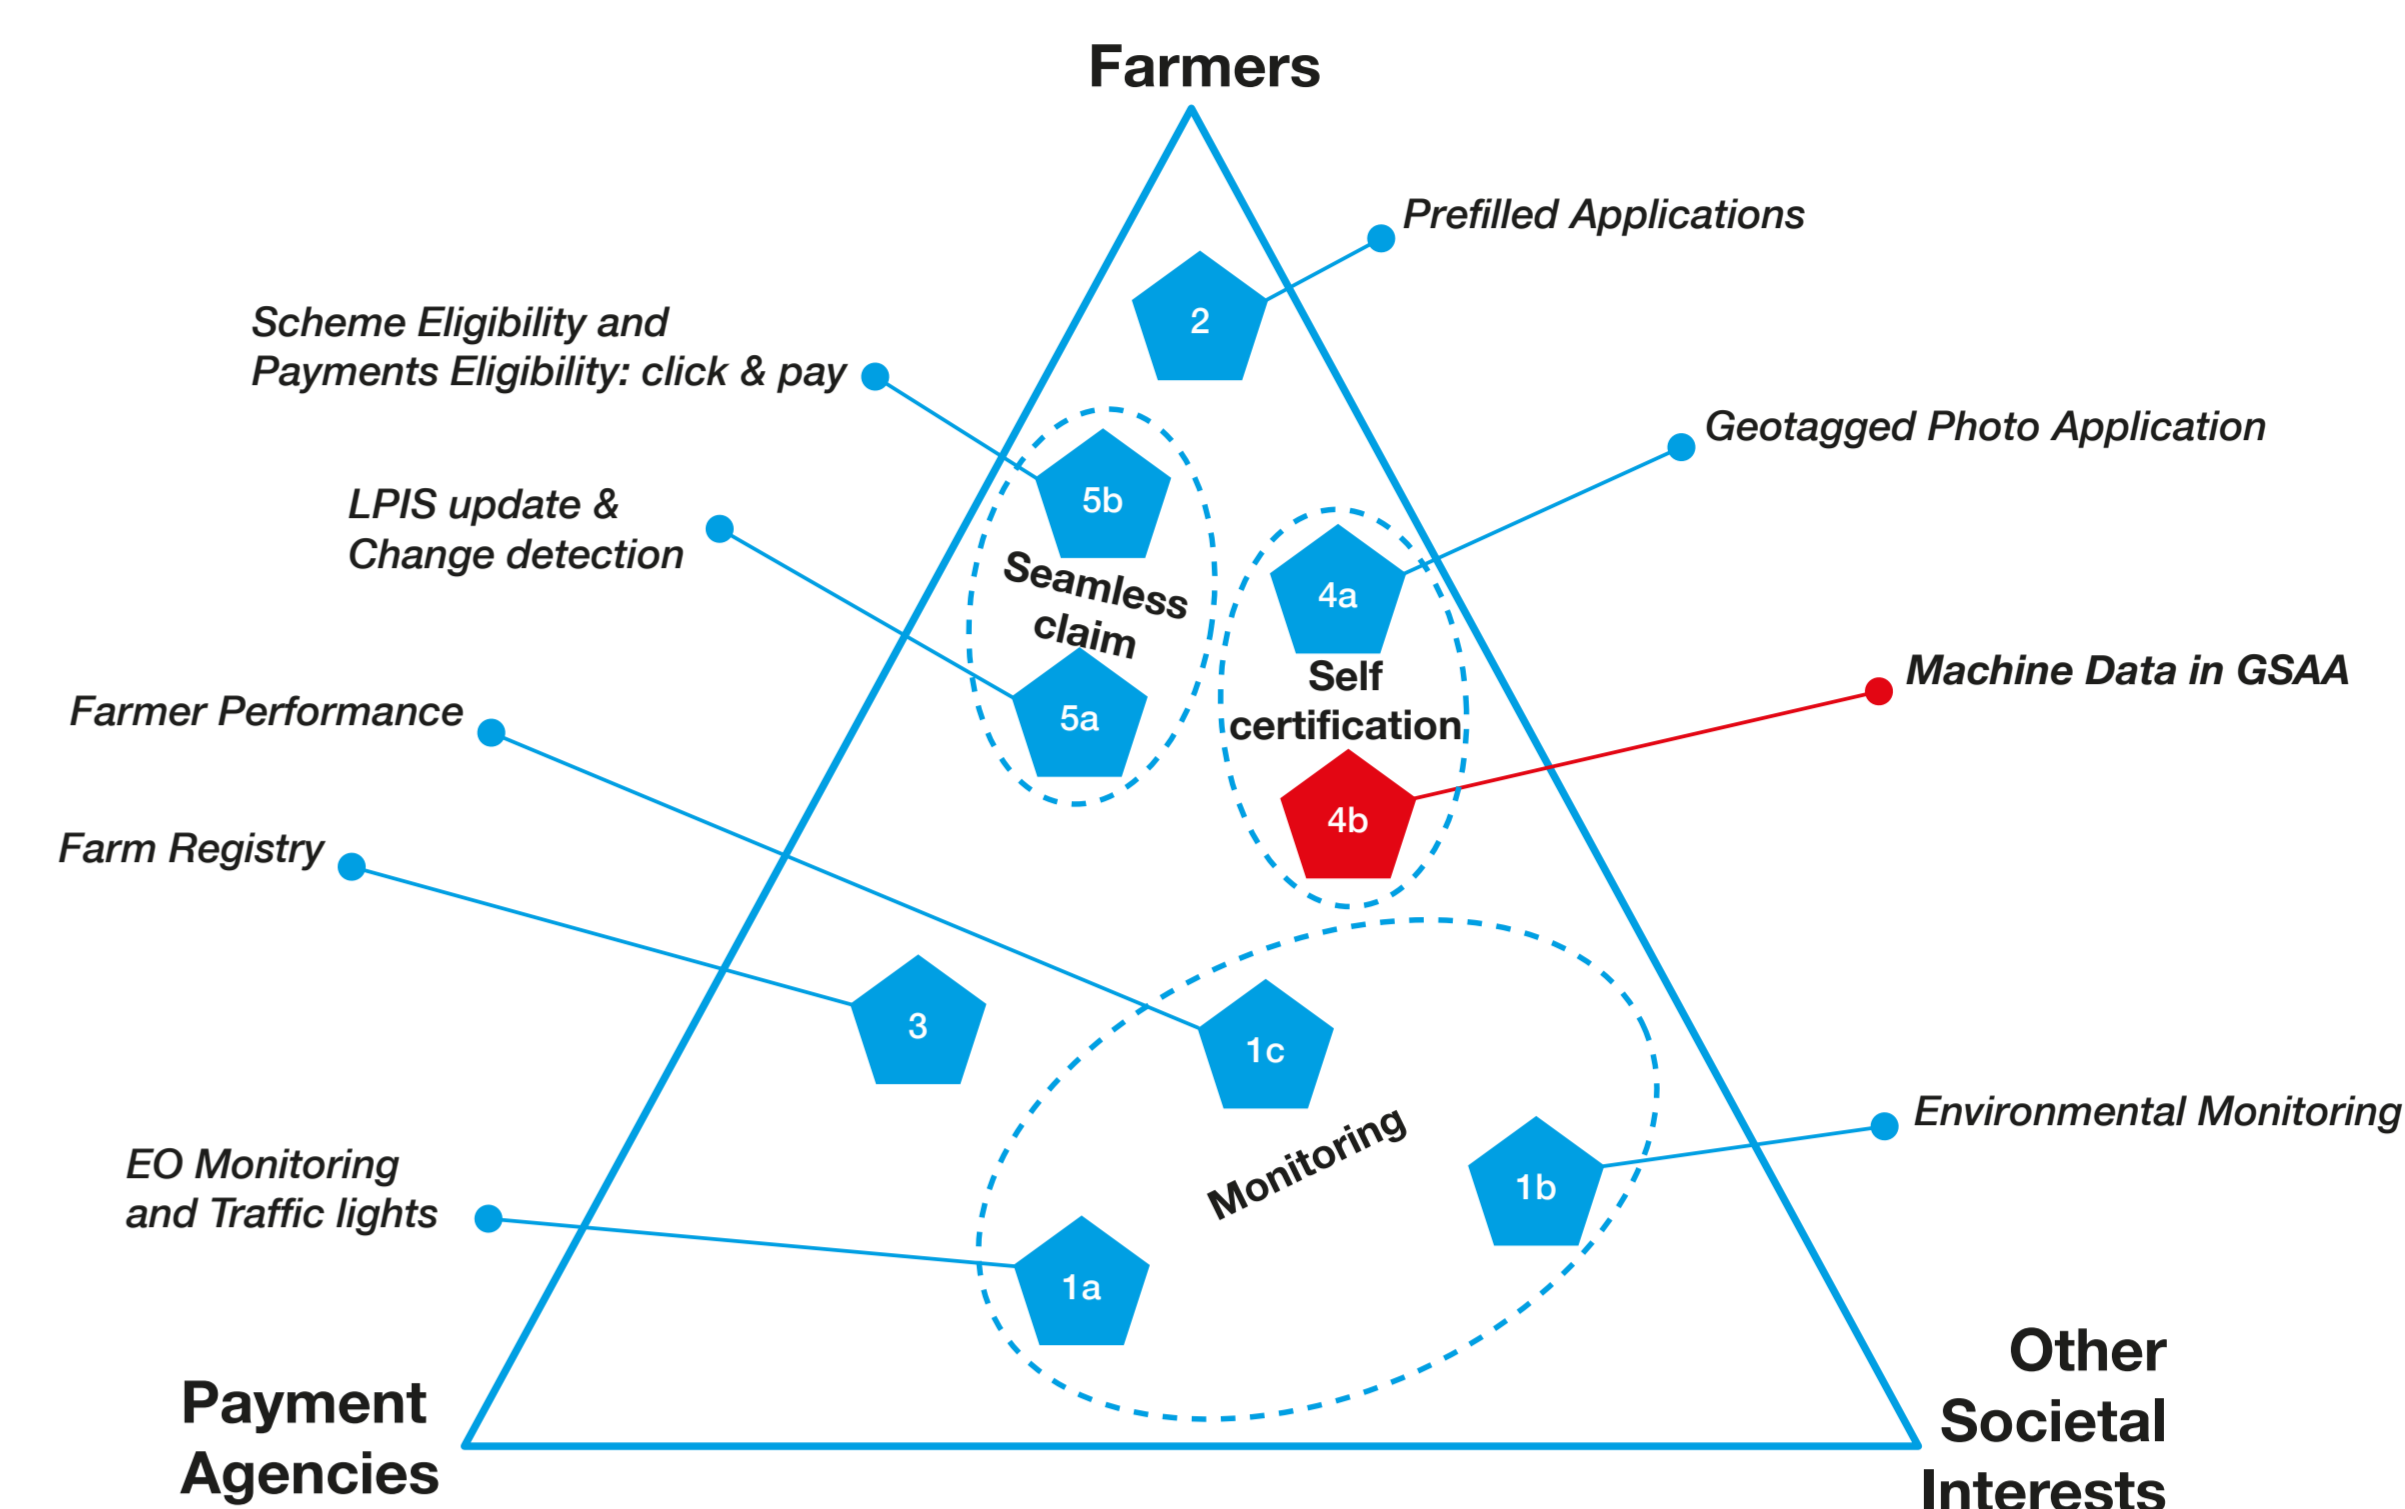 Farmers
Prefilled Applications
2
Scheme Eligibility and
Payments Eligibility: click & pay
Geotagged Photo Application
5b
LPIS update &
Change detection
Seamless
claim
4a
Self
certification
Machine Data in GSAA
5a
Farmer Performance
4b
Farm Registry
3
1c
Monitoring
Environmental Monitoring
1b
EO Monitoring
and Traffic lights
1a
Payment
Agencies
Other
Societal
Interests